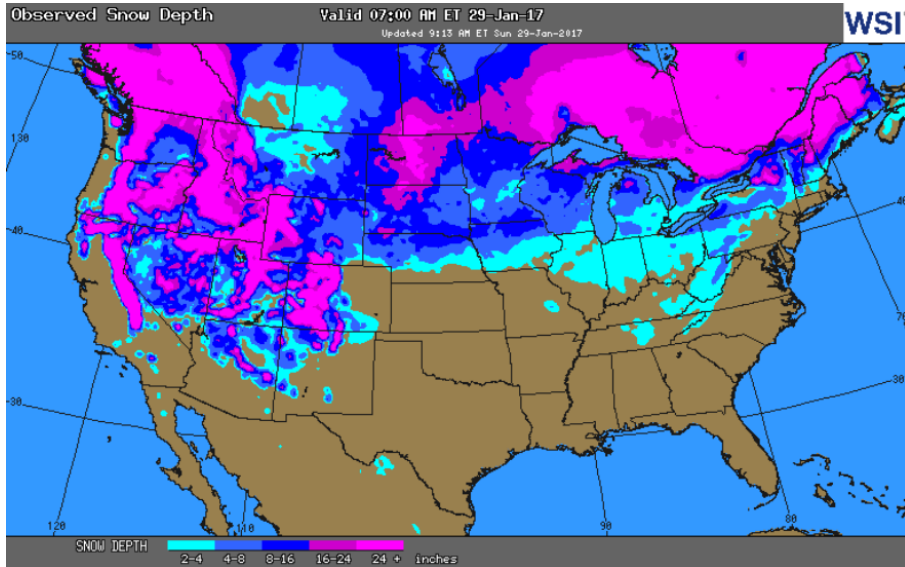 Observed Snow Depth Valid 07:00 AM ET 29-Jan-17
Updated 9:13 AM ET Sun 29-Jan-2017
WSI
50
130
40
30
120
110
90
80
30
70
40
SNOW DEPTH
2-4 4-8 8-16 16-24 24 + inches